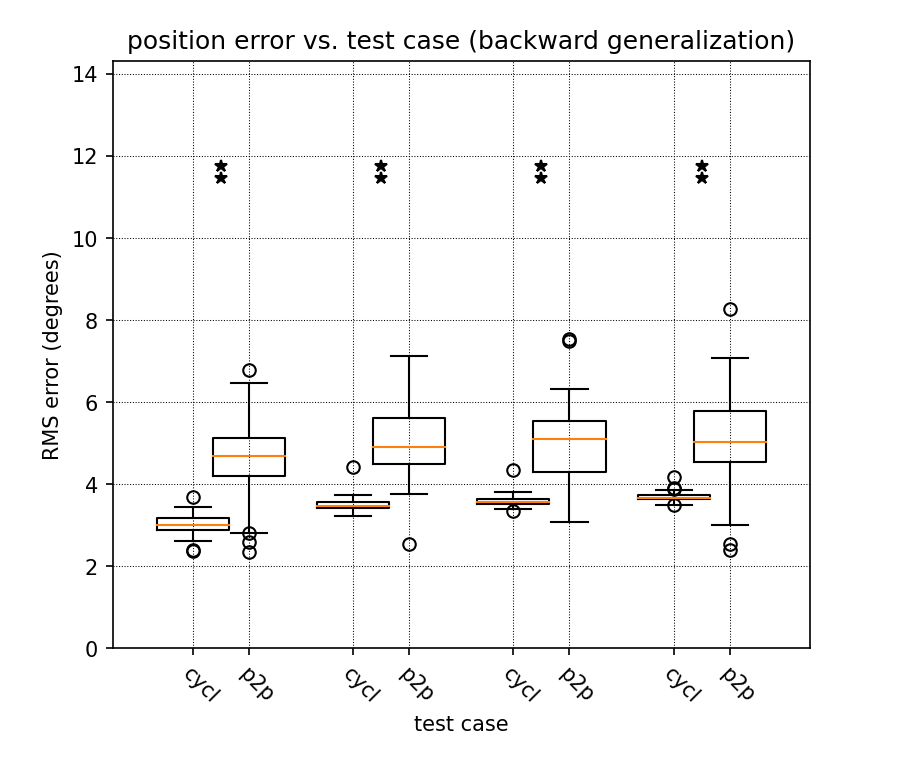 position error vs. test case (backward generalization)
14
12
10
8
6
4
2
0
RMS error (degrees)
cycl
p2p
cycl
p2p
cycl
p2p
cycl
p2p
test case